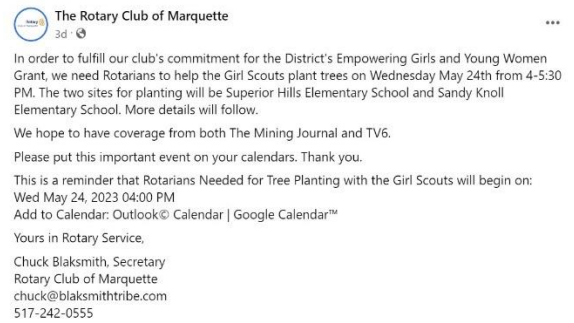 The Rotary Club of Marquette
3d ·
In order to fulfill our club's commitment for the District's Empowering Girls and Young Women
Grant, we need Rotarians to help the Girl Scouts plant trees on Wednesday May 24th from 4-5:30
PM. The two sites for planting will be Superior Hills Elementary School and Sandy Knoll
Elementary School. More details will follow.
We hope to have coverage from both The Mining Journal and TV6.
Please put this important event on your calendars. Thank you.
This is a reminder that Rotarians Needed for Tree Planting with the Girl Scouts will begin on:
Wed May 24, 2023 04:00 PM
Add to Calendar: Outlook© Calendar | Google Calendar™
Yours in Rotary Service,
Chuck Blaksmith, Secretary
Rotary Club of Marquette
chuck@blaksmithtribe.com
517-242-0555